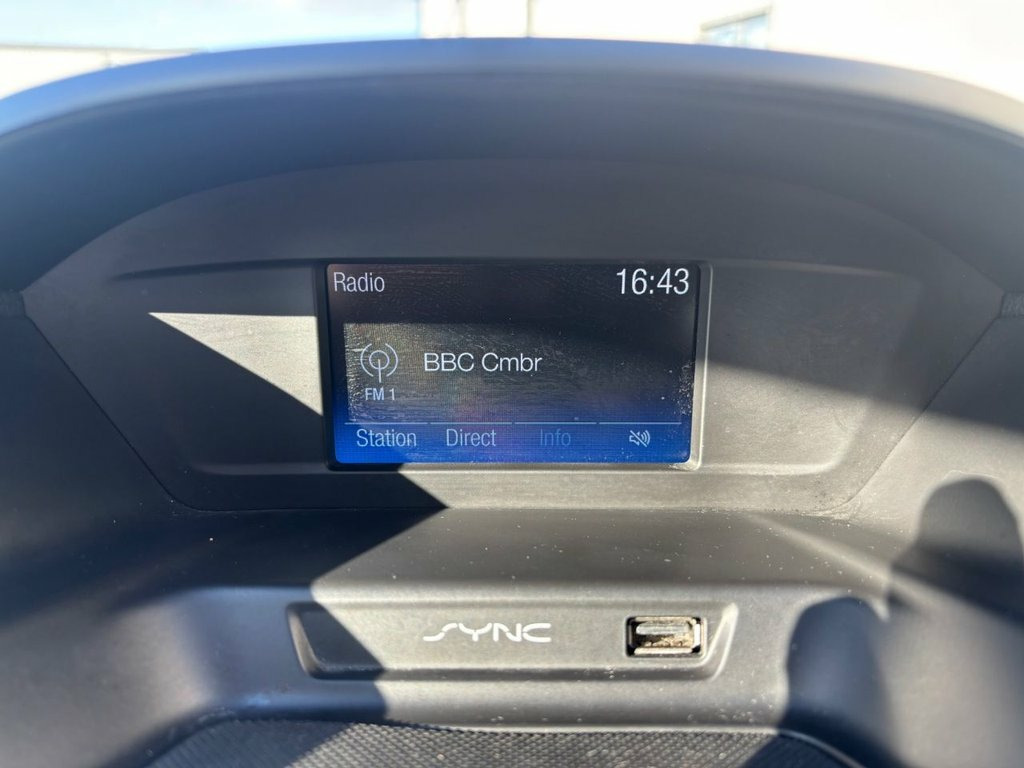 Radio 16:43
BBC Cmbr
FM 1
Station Direct Info
SYNC